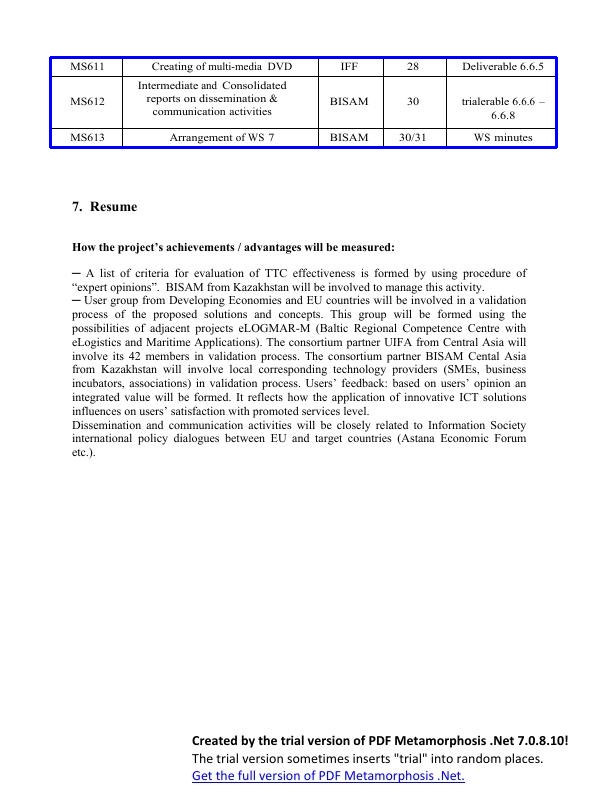 MS611 Creating of multi-media DVD IFF 28 Deliverable 6.6.5
Intermediate and Consolidated
MS612 reports on dissemination & BISAM 30 trialerable 6.6.6 –
communication activities 6.6.8
MS613 Arrangement of WS 7 BISAM 30/31 WS minutes
7. Resume
How the project’s achievements / advantages will be measured:
─ A list of criteria for evaluation of TTC effectiveness is formed by using procedure of
“expert opinions”. BISAM from Kazakhstan will be involved to manage this activity.
─ User group from Developing Economies and EU countries will be involved in a validation
process of the proposed solutions and concepts. This group will be formed using the
possibilities of adjacent projects eLOGMAR-M (Baltic Regional Competence Centre with
eLogistics and Maritime Applications). The consortium partner UIFA from Central Asia will
involve its 42 members in validation process. The consortium partner BISAM Cental Asia
from Kazakhstan will involve local corresponding technology providers (SMEs, business
incubators, associations) in validation process. Users’ feedback: based on users’ opinion an
integrated value will be formed. It reflects how the application of innovative ICT solutions
influences on users’ satisfaction with promoted services level.
Dissemination and communication activities will be closely related to Information Society
international policy dialogues between EU and target countries (Astana Economic Forum
etc.).
Created by the trial version of PDF Metamorphosis .Net 7.0.8.10!
The trial version sometimes inserts "trial" into random places.
Get the full version of PDF Metamorphosis .Net.